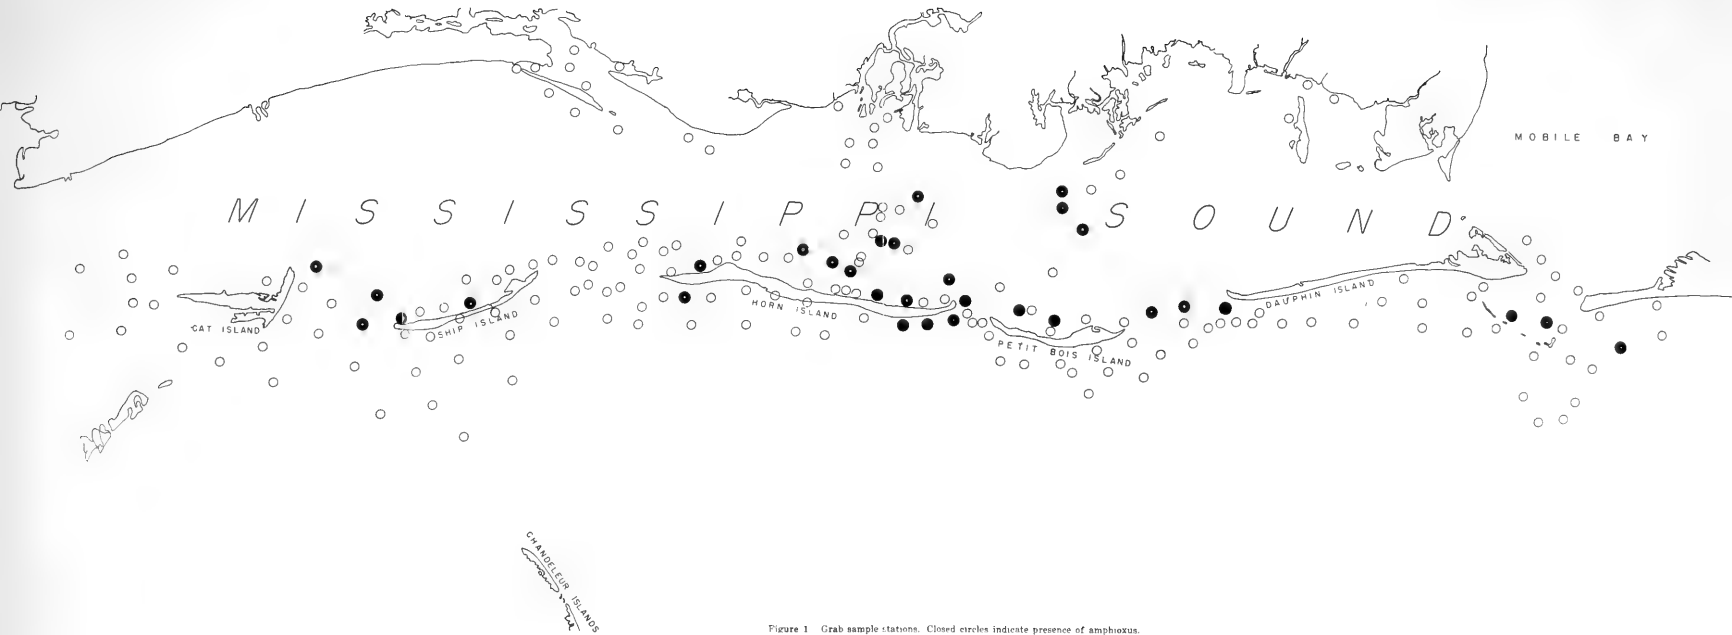 MOBILE BAY
MISSISSIPPI SOUND
CAT ISLAND
SHIP ISLAND
HORN ISLAND
PETIT BOIS ISLAND
DAUPHIN ISLAND
CHANDELEUR ISLANDS
Figure 1 Grab sample stations. Closed circles indicate presence of amphioxus.